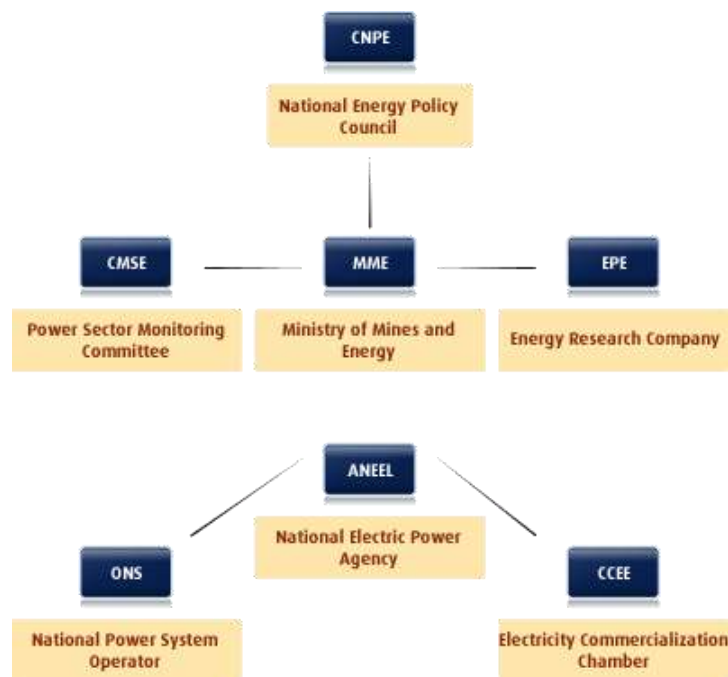 CNPE
National Energy Policy
Council
CMSE
MME
EPE
Power Sector Monitoring
Committee
Ministry of Mines and
Energy
Energy Research Company
ANEEL
National Electric Power
Agency
ONS
CCEE
National Power System
Operator
Electricity Commercialization
Chamber